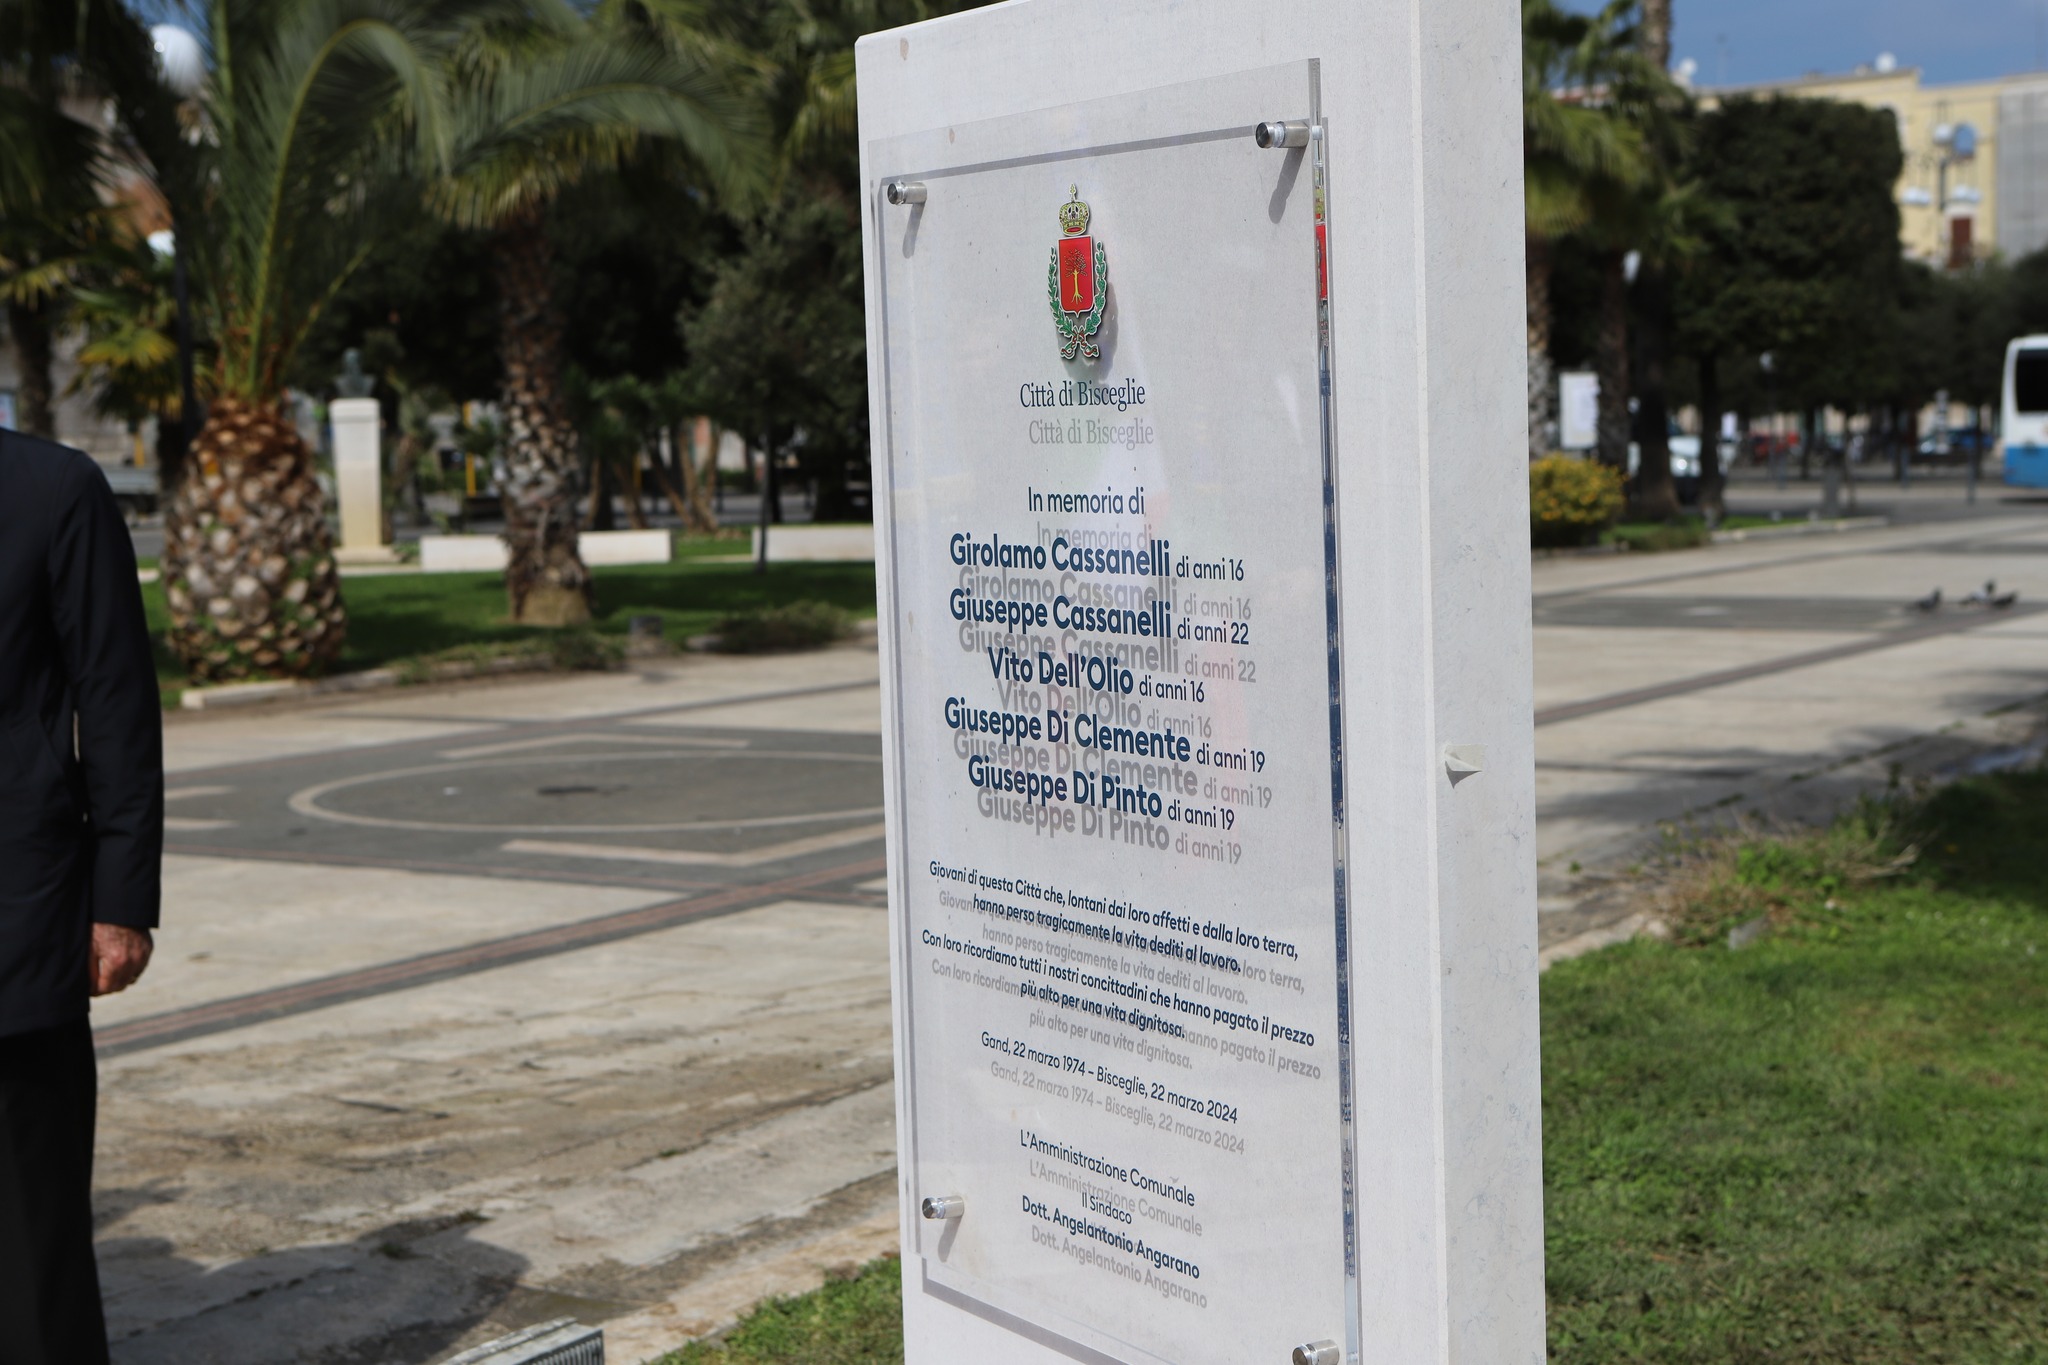 Città di Bisceglie
In memoria di
Girolamo Cassanelli di anni 16
Giuseppe Cassanelli di anni 22
Vito Dell'Olio di anni 16
Giuseppe Di Clemente di anni 19
Giuseppe Di Pinto di anni 19
Giovani di questa Città che, lontani dai loro affetti e dalla loro terra,
hanno perso tragicamente la vita dediti al lavoro.
Con loro ricordiamo tutti i nostri concittadini che hanno pagato il prezzo
più alto per una vita dignitosa.
Gand, 22 marzo 1974 – Bisceglie, 22 marzo 2024
L'Amministrazione Comunale
Il Sindaco
Dott. Angelantonio Angarano